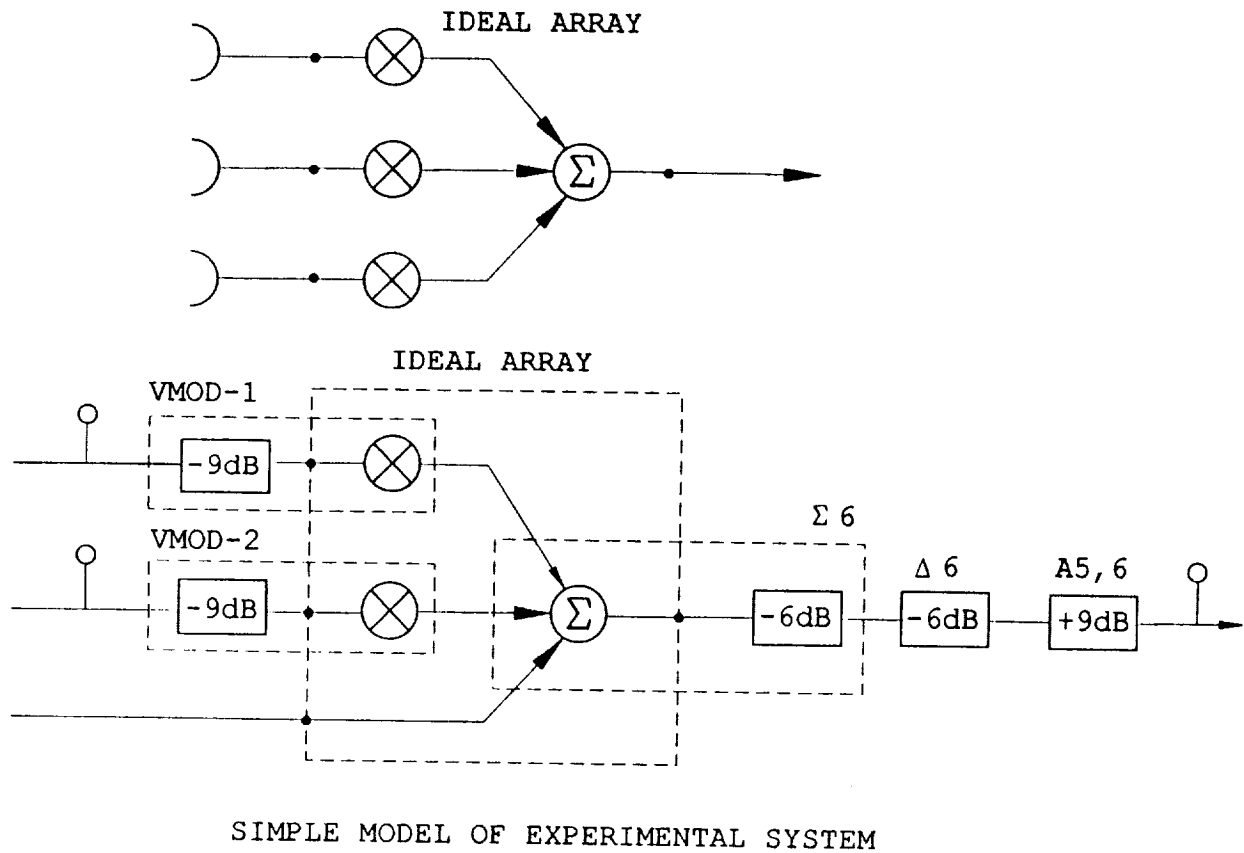 IDEAL ARRAY
Σ
IDEAL ARRAY
VMOD-1
-9dB
VMOD-2
-9dB
Σ
Σ 6
-6dB
Δ 6
-6dB
A5,6
+9dB
SIMPLE MODEL OF EXPERIMENTAL SYSTEM